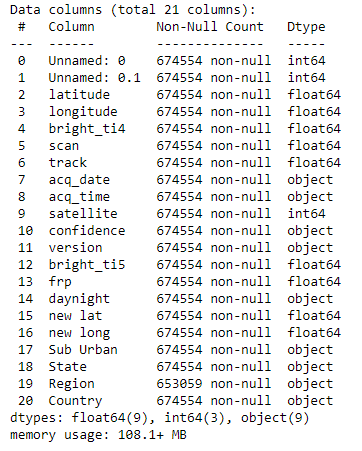 Data columns (total 21 columns):
 #   Column        Non-Null Count   Dtype
---  ------        --------------   -----
 0   Unnamed: 0    674554 non-null  int64
 1   Unnamed: 0.1  674554 non-null  int64
 2   latitude      674554 non-null  float64
 3   longitude     674554 non-null  float64
 4   bright_ti4    674554 non-null  float64
 5   scan          674554 non-null  float64
 6   track         674554 non-null  float64
 7   acq_date      674554 non-null  object
 8   acq_time      674554 non-null  object
 9   satellite     674554 non-null  int64
 10  confidence    674554 non-null  object
 11  version       674554 non-null  object
 12  bright_ti5    674554 non-null  float64
 13  frp           674554 non-null  float64
 14  daynight      674554 non-null  object
 15  new lat       674554 non-null  float64
 16  new long      674554 non-null  float64
 17  Sub Urban     674554 non-null  object
 18  State         674554 non-null  object
 19  Region        653059 non-null  object
 20  Country       674554 non-null  object
dtypes: float64(9), int64(3), object(9)
memory usage: 108.1+ MB